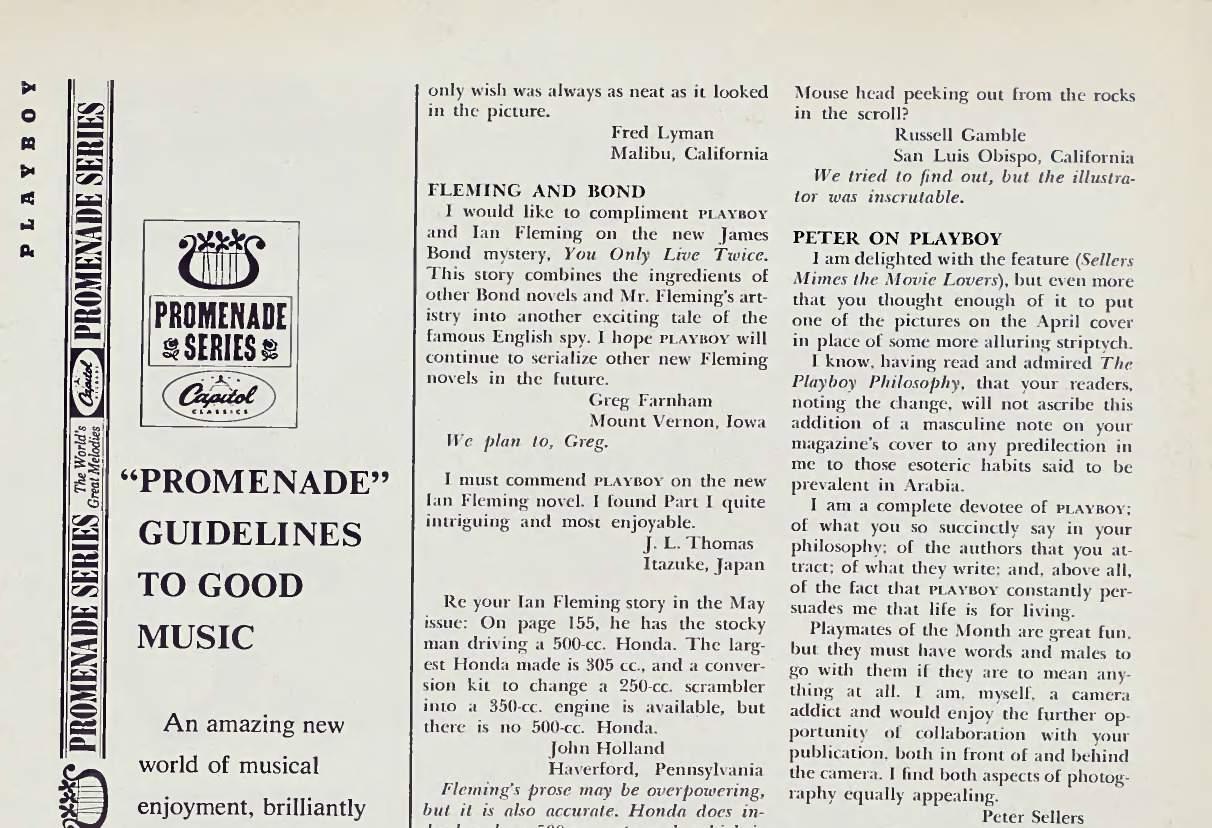 PLAYBOY
PROMENADE SERIES
The World's
Great Melodies
Capitol
PROMENADE SERIES
PROMENADE
SERIES
Capitol
CLASSICS
“PROMENADE”
GUIDELINES
TO GOOD
MUSIC
An amazing new
world of musical
enjoyment, brilliantly
only wish was always as neat as it looked
in the picture.
Fred Lyman
Malibu, California
FLEMING AND BOND
I would like to compliment PLAYBOY
and Ian Fleming on the new James
Bond mystery, You Only Live Twice.
This story combines the ingredients of
other Bond novels and Mr. Fleming's art-
istry into another exciting tale of the
famous English spy. I hope PLAYBOY will
continue to serialize other new Fleming
novels in the future.
Greg Farnham
Mount Vernon, Iowa
We plan to, Greg.
I must commend PLAYBOY on the new
Ian Fleming novel. I found Part I quite
intriguing and most enjoyable.
J. L. Thomas
Itazuke, Japan
Re your Ian Fleming story in the May
issue: On page 155, he has the stocky
man driving a 500-cc. Honda. The larg-
est Honda made is 305 cc., and a conver-
sion kit to change a 250-cc. scrambler
into a 350-cc. engine is available, but
there is no 500-cc. Honda.
John Holland
Haverford, Pennsylvania
Fleming's prose may be overpowering,
but it is also accurate. Honda does in-
Mouse head peeking out from the rocks
in the scroll?
Russell Gamble
San Luis Obispo, California
We tried to find out, but the illustra-
tor was inscrutable.
PETER ON PLAYBOY
I am delighted with the feature (Sellers
Mimes the Movie Lovers), but even more
that you thought enough of it to put
one of the pictures on the April cover
in place of some more alluring striptych.
I know, having read and admired The
Playboy Philosophy, that your readers,
noting the change, will not ascribe this
addition of a masculine note on your
magazine's cover to any predilection in
me to those esoteric habits said to be
prevalent in Arabia.
I am a complete devotee of PLAYBOY;
of what you so succinctly say in your
philosophy; of the authors that you at-
tract; of what they write; and, above all,
of the fact that PLAYBOY constantly per-
suades me that life is for living.
Playmates of the Month are great fun,
but they must have words and males to
go with them if they are to mean any-
thing at all. I am, myself, a camera
addict and would enjoy the further op-
portunity of collaboration with your
publication, both in front of and behind
the camera. I find both aspects of photog-
raphy equally appealing.
Peter Sellers